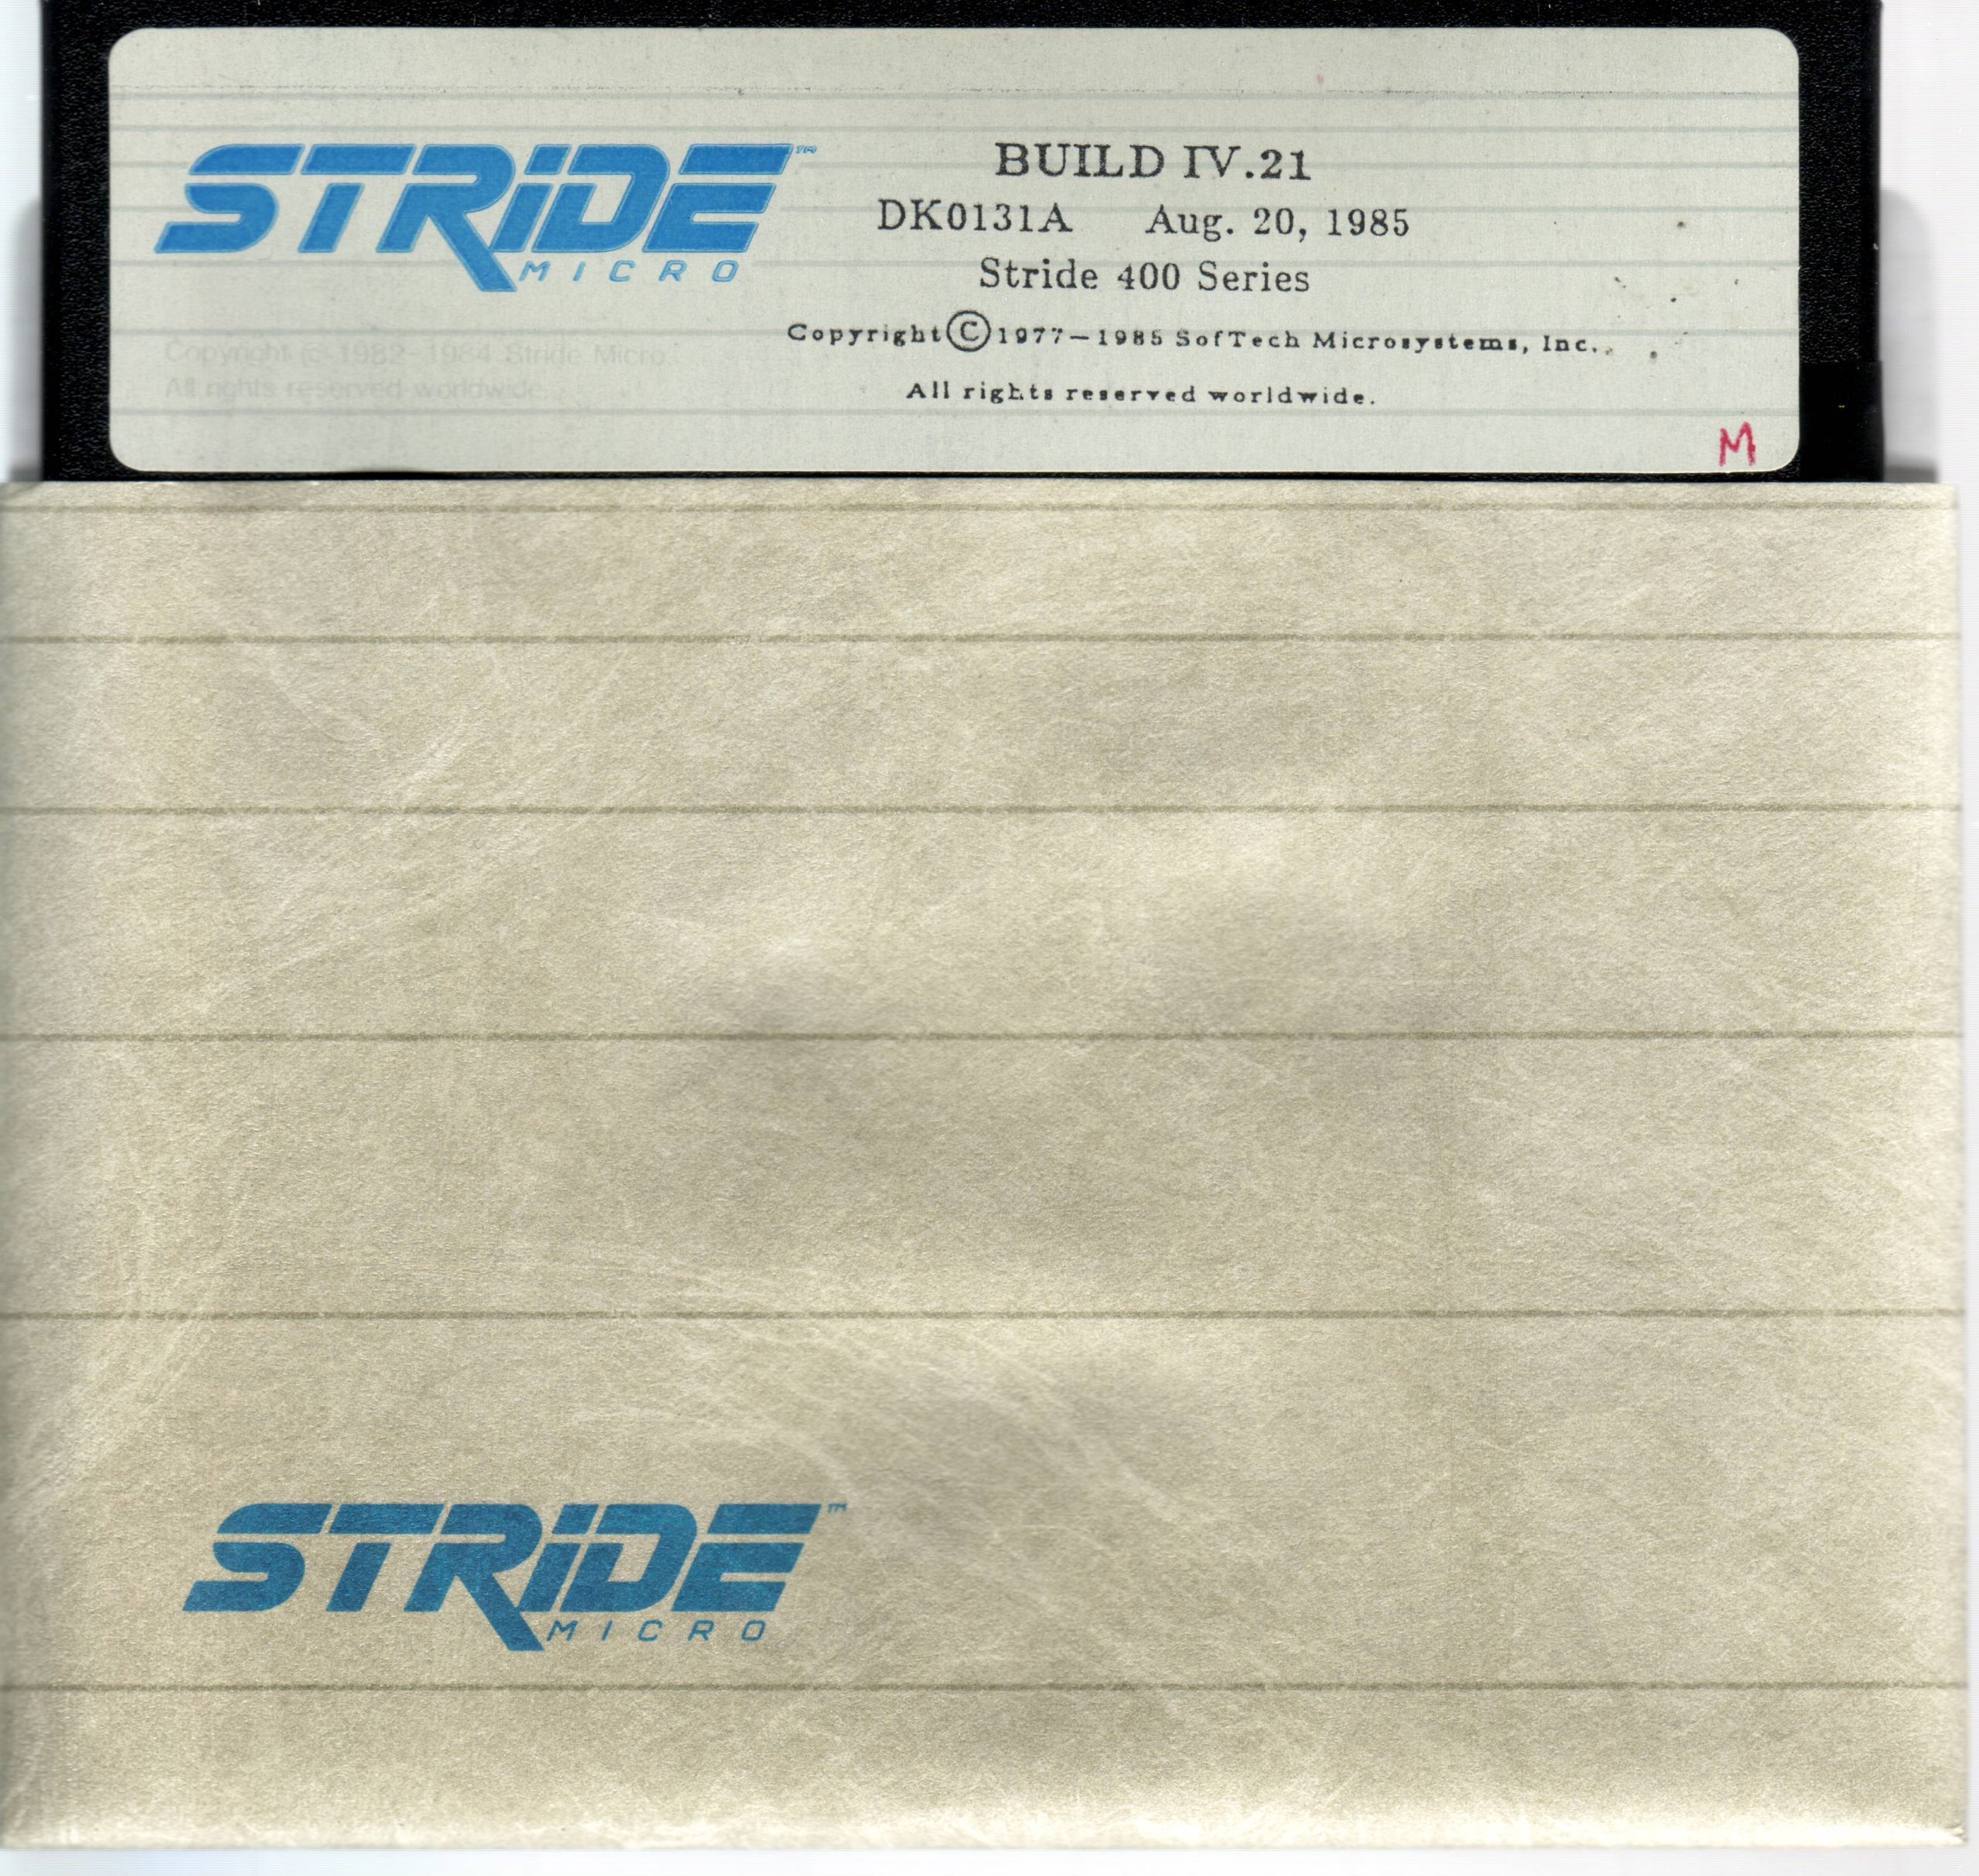 STRIDE™
MICRO
BUILD IV.21
DK0131A Aug. 20, 1985
Stride 400 Series
Copyright © 1977-1985 SofTech Microsystems, Inc.
All rights reserved worldwide.
Copyright (c) 1982-1984 Stride Micro.
All rights reserved worldwide.
M
STRIDE™
MICRO